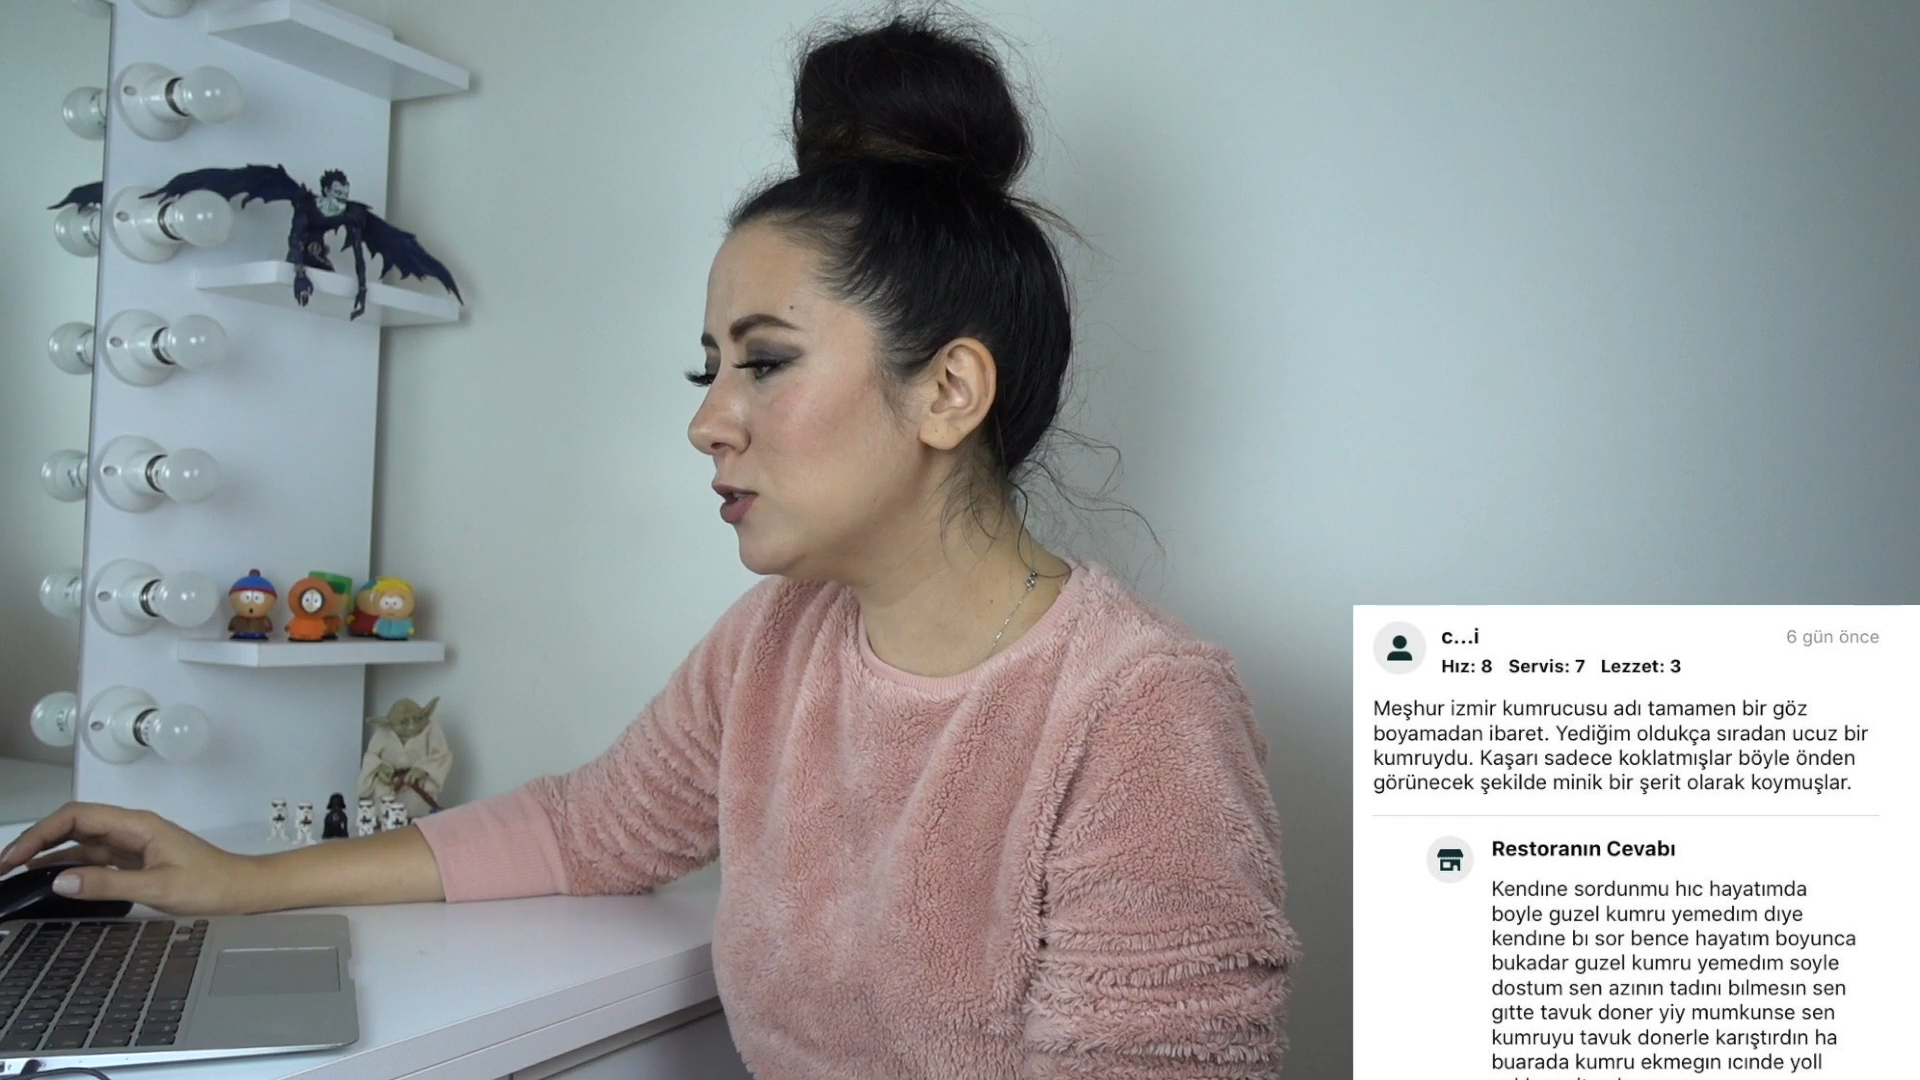 c...i
6 gün önce
Hız: 8 Servis: 7 Lezzet: 3
Meşhur izmir kumrucusu adı tamamen bir göz
boyamadan ibaret. Yediğim oldukça sıradan ucuz bir
kumruydu. Kaşarı sadece koklatmışlar böyle önden
görünecek şekilde minik bir şerit olarak koymuşlar.
Restoranın Cevabı
Kendıne sordunmu hıc hayatımda
boyle guzel kumru yemedım dıye
kendıne bı sor bence hayatım boyunca
bukadar guzel kumru yemedım soyle
dostum sen azının tadını bılmesın sen
gıtte tavuk doner yiy mumkunse sen
kumruyu tavuk donerle karıştırdın ha
buarada kumru ekmegın ıcınde yoll